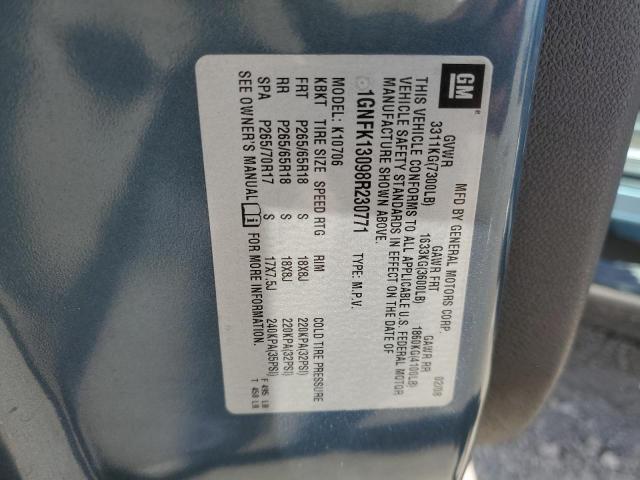 GM
MFD BY GENERAL MOTORS CORP.
02/08
GVWR GAWR FRT GAWR RR
3311KG(7300LB) 1633KG(3600LB) 1860KG(4100LB)
THIS VEHICLE CONFORMS TO ALL APPLICABLE U.S. FEDERAL MOTOR
VEHICLE SAFETY STANDARDS IN EFFECT ON THE DATE OF
MANUFACTURE SHOWN ABOVE.
1GNFK13098R230771 TYPE: M.P.V.
MODEL: K10706
KBKT TIRE SIZE SPEED RTG RIM COLD TIRE PRESSURE
FRT P265/65R18 S 18X8J 220KPA(32PSI)
RR P265/65R18 S 18X8J 220KPA(32PSI)
SPA P265/70R17 S 17X7.5J 240KPA(35PSI)
SEE OWNER'S MANUAL i FOR MORE INFORMATION.
F 495 LB
T 450 LR